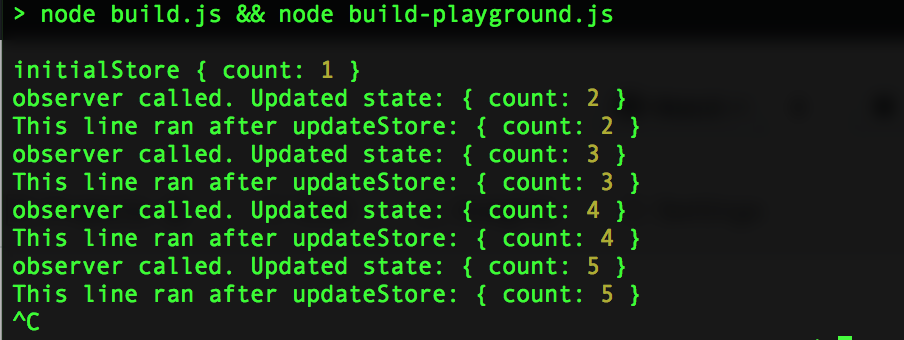 > node build.js && node build-playground.js
initialStore { count: 1 }
observer called. Updated state: { count: 2 }
This line ran after updateStore: { count: 2 }
observer called. Updated state: { count: 3 }
This line ran after updateStore: { count: 3 }
observer called. Updated state: { count: 4 }
This line ran after updateStore: { count: 4 }
observer called. Updated state: { count: 5 }
This line ran after updateStore: { count: 5 }
^C